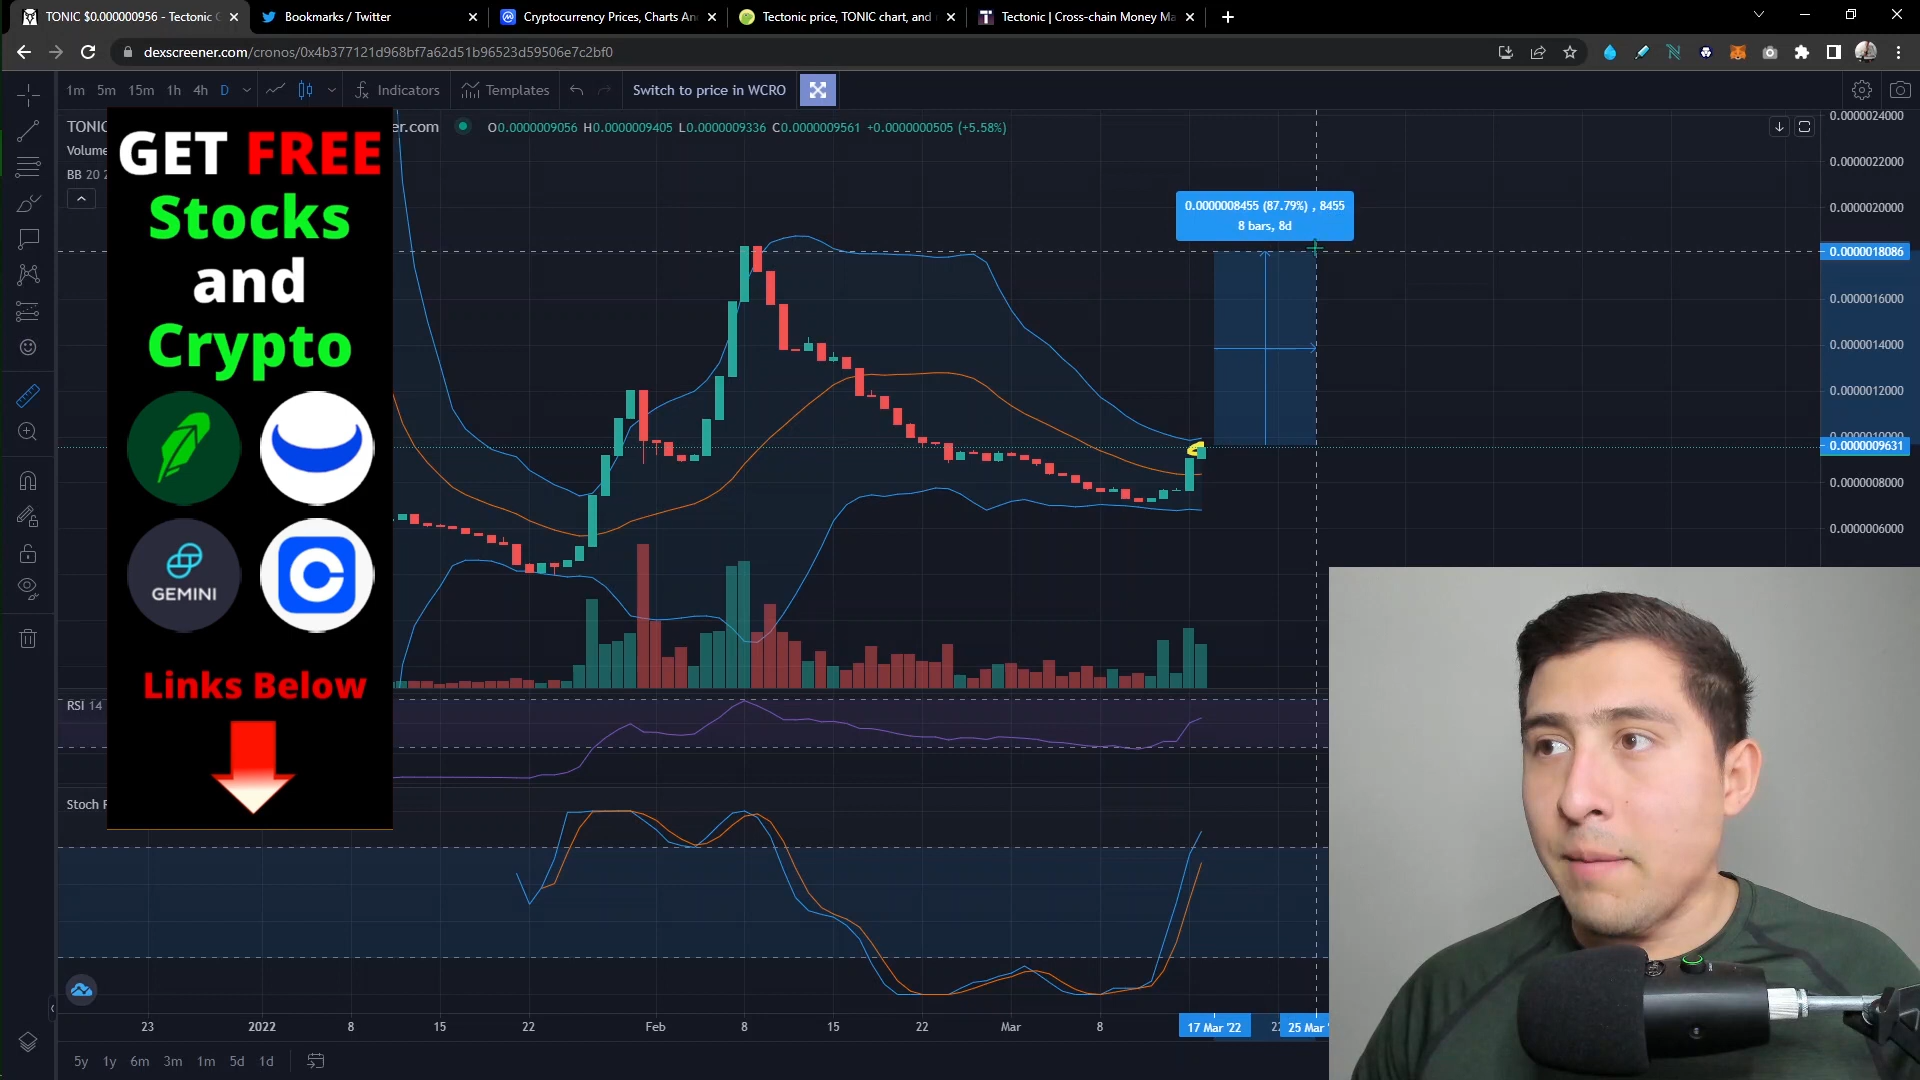 TONIC $0.000000956 - Tectonic
Bookmarks / Twitter
Cryptocurrency Prices, Charts An
Tectonic price, TONIC chart, and
Tectonic | Cross-chain Money Ma
dexscreener.com/cronos/0x4b377121d968bf7a62d51b96523d59506e7c2bf0
1m 5m 15m 1h 4h D Indicators Templates Switch to price in WCRO
TONIC er.com O0.0000009056 H0.0000009405 L0.0000009336 C0.0000009561 +0.0000000505 (+5.58%)
Volume
BB 20
GET FREE
Stocks
and
Crypto
GEMINI
Links Below
0.0000008455 (87.79%) , 8455
8 bars, 8d
0.0000024000
0.0000022000
0.0000020000
0.0000018086
0.0000016000
0.0000014000
0.0000012000
0.0000010000
0.0000009631
0.0000008000
0.0000006000
RSI 14
Stoch
23 2022 8 15 22 Feb 8 15 22 Mar 8 17 Mar '22 22 25 Mar '
5y 1y 6m 3m 1m 5d 1d